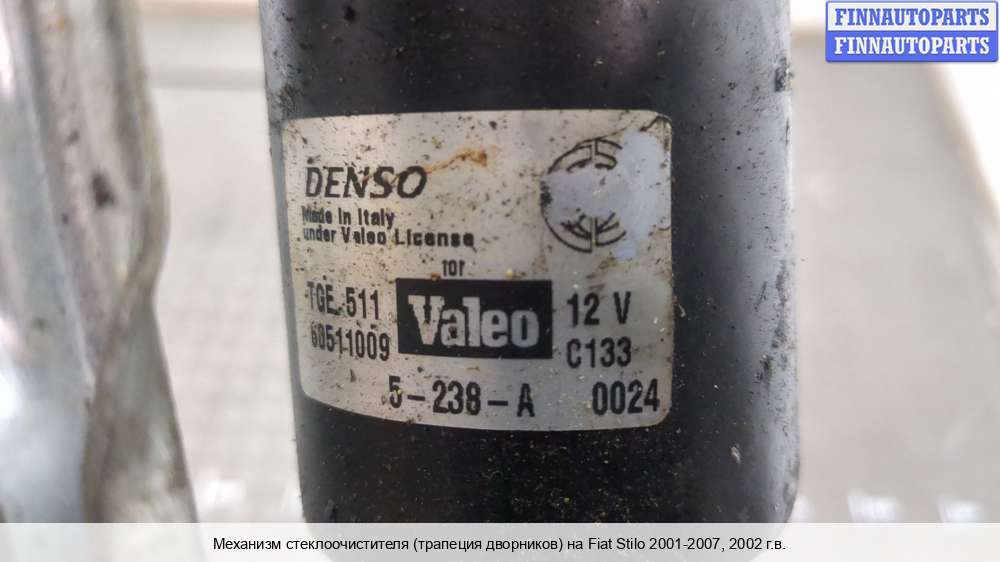 FINNAUTOPARTS
FINNAUTOPARTS
DENSO
Made in Italy
under Valeo License
for
TGE 511
Valeo
12 V
60511009
C133
5-238-A
0024
Механизм стеклоочистителя (трапеция дворников) на Fiat Stilo 2001-2007, 2002 г.в.